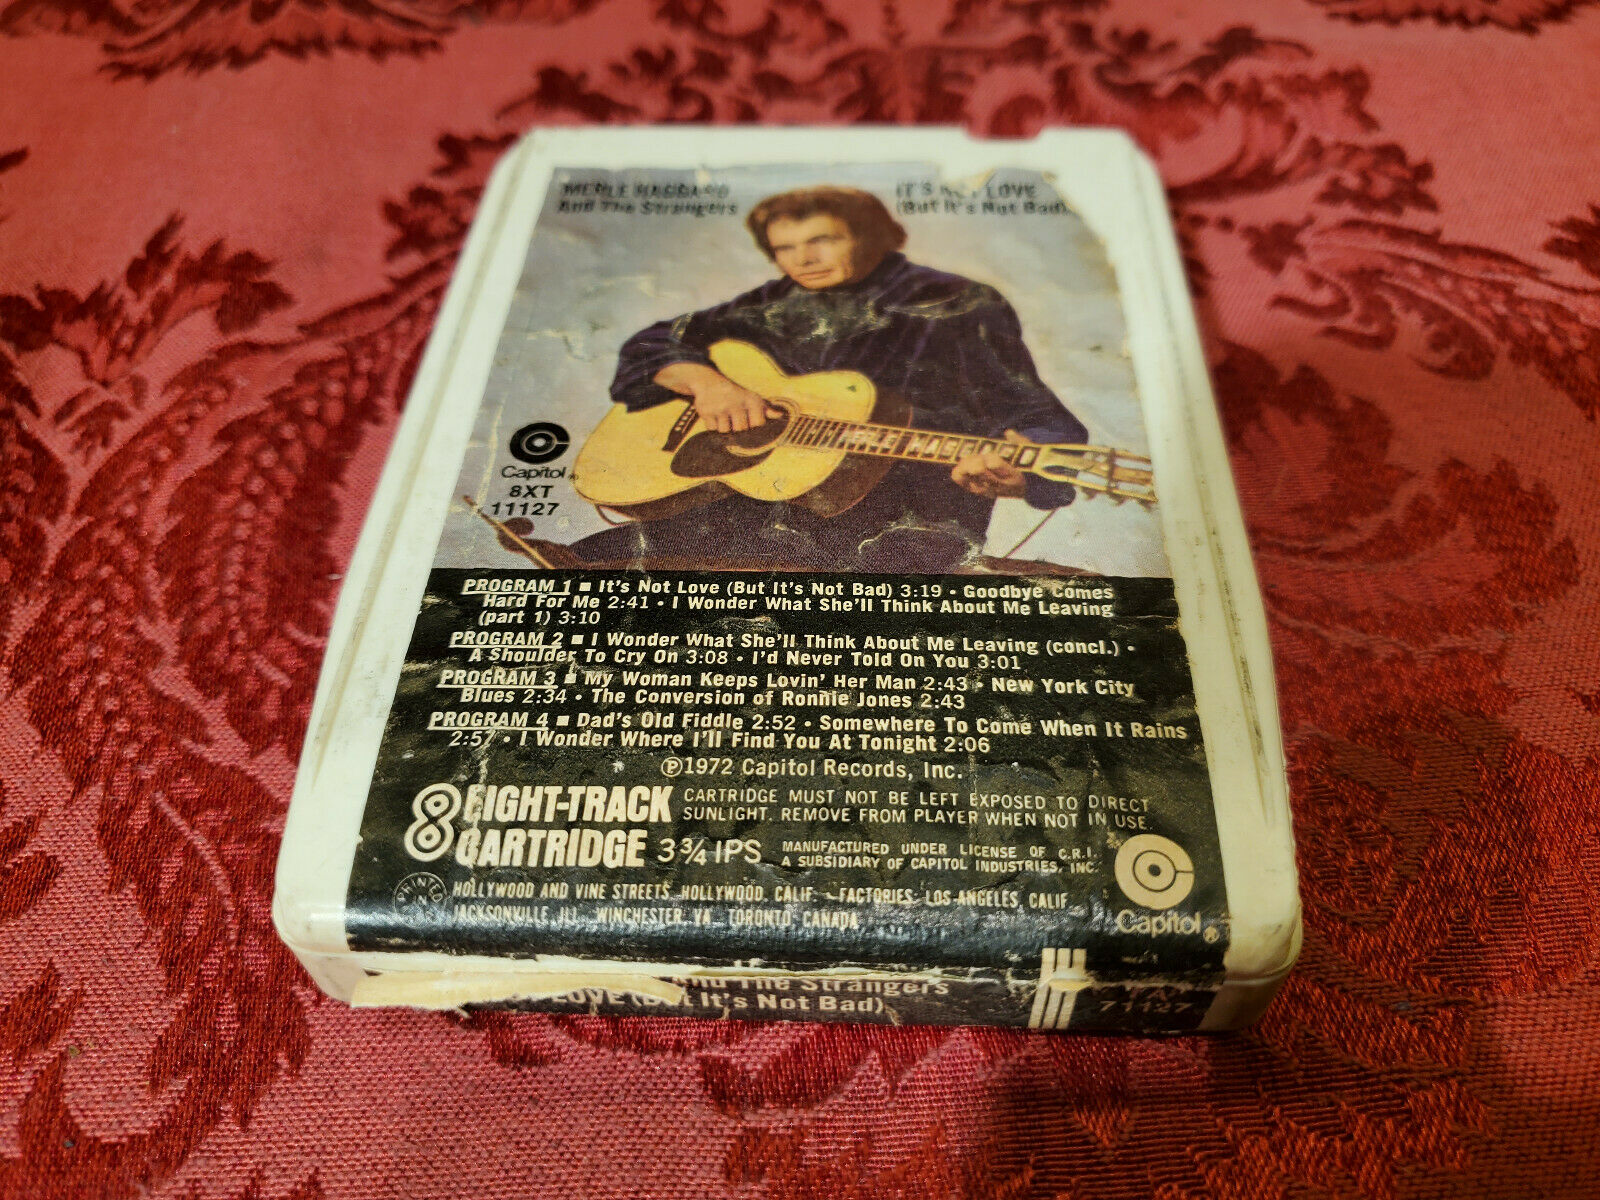 MERLE HAGGARD
And The Strangers
IT'S NOT LOVE
(But It's Not Bad)
MERLE HAGGARD
Capitol®
8XT
11127
PROGRAM 1 ■ It's Not Love (But It's Not Bad) 3:19 • Goodbye Comes
Hard For Me 2:41 • I Wonder What She'll Think About Me Leaving
(part 1) 3:10
PROGRAM 2 ■ I Wonder What She'll Think About Me Leaving (concl.) •
A Shoulder To Cry On 3:08 • I'd Never Told On You 3:01
PROGRAM 3 ■ My Woman Keeps Lovin' Her Man 2:43 • New York City
Blues 2:34 • The Conversion of Ronnie Jones 2:43
PROGRAM 4 ■ Dad's Old Fiddle 2:52 • Somewhere To Come When It Rains
2:57 • I Wonder Where I'll Find You At Tonight 2:06
℗1972 Capitol Records, Inc.
8 EIGHT-TRACK
CARTRIDGE 3¾ IPS
CARTRIDGE MUST NOT BE LEFT EXPOSED TO DIRECT
SUNLIGHT. REMOVE FROM PLAYER WHEN NOT IN USE.
MANUFACTURED UNDER LICENSE OF C.R.I.
A SUBSIDIARY OF CAPITOL INDUSTRIES, INC.
PRINTED IN
HOLLYWOOD AND VINE STREETS, HOLLYWOOD, CALIF. - FACTORIES: LOS ANGELES, CALIF.,
JACKSONVILLE, ILL., WINCHESTER, VA., TORONTO, CANADA
Capitol®
And The Strangers
LOVE (But It's Not Bad)
71127